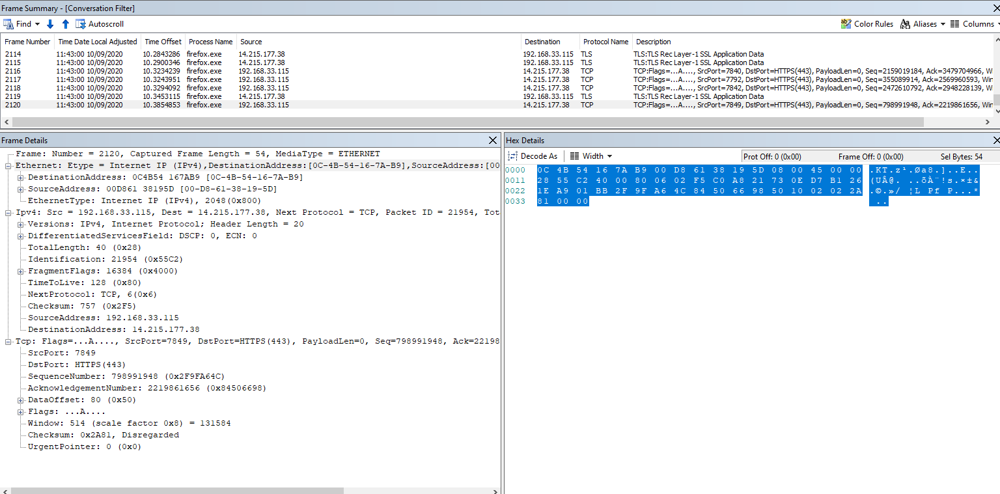 Frame Summary - [Conversation Filter]
Find Autoscroll Color Rules Aliases Columns
Frame Number Time Date Local Adjusted Time Offset Process Name Source Destination Protocol Name Description
2114 11:43:00 10/09/2020 10.2843286 firefox.exe 14.215.177.38 192.168.33.115 TLS TLS:TLS Rec Layer-1 SSL Application Data
2115 11:43:00 10/09/2020 10.2900346 firefox.exe 14.215.177.38 192.168.33.115 TLS TLS:TLS Rec Layer-1 SSL Application Data
2116 11:43:00 10/09/2020 10.3234239 firefox.exe 192.168.33.115 14.215.177.38 TCP TCP:Flags=...A...., SrcPort=7840, DstPort=HTTPS(443), PayloadLen=0, Seq=2159019184, Ack=3479704966, Win
2117 11:43:00 10/09/2020 10.3243951 firefox.exe 192.168.33.115 14.215.177.38 TCP TCP:Flags=...A...., SrcPort=7792, DstPort=HTTPS(443), PayloadLen=0, Seq=355089914, Ack=2569960593, Win
2118 11:43:00 10/09/2020 10.3294092 firefox.exe 192.168.33.115 14.215.177.38 TCP TCP:Flags=...A...., SrcPort=7842, DstPort=HTTPS(443), PayloadLen=0, Seq=2472610792, Ack=2948228139, Wi
2119 11:43:00 10/09/2020 10.3453115 firefox.exe 14.215.177.38 192.168.33.115 TLS TLS:TLS Rec Layer-1 SSL Application Data
2120 11:43:00 10/09/2020 10.3854853 firefox.exe 192.168.33.115 14.215.177.38 TCP TCP:Flags=...A...., SrcPort=7849, DstPort=HTTPS(443), PayloadLen=0, Seq=798991948, Ack=2219861656, Win
Frame Details
Frame: Number = 2120, Captured Frame Length = 54, MediaType = ETHERNET
Ethernet: Etype = Internet IP (IPv4),DestinationAddress:[0C-4B-54-16-7A-B9],SourceAddress:[00
DestinationAddress: 0C4B54 167AB9 [0C-4B-54-16-7A-B9]
SourceAddress: 00D861 38195D [00-D8-61-38-19-5D]
EthernetType: Internet IP (IPv4), 2048(0x800)
Ipv4: Src = 192.168.33.115, Dest = 14.215.177.38, Next Protocol = TCP, Packet ID = 21954, Tot
Versions: IPv4, Internet Protocol; Header Length = 20
DifferentiatedServicesField: DSCP: 0, ECN: 0
TotalLength: 40 (0x28)
Identification: 21954 (0x55C2)
FragmentFlags: 16384 (0x4000)
TimeToLive: 128 (0x80)
NextProtocol: TCP, 6(0x6)
Checksum: 757 (0x2F5)
SourceAddress: 192.168.33.115
DestinationAddress: 14.215.177.38
Tcp: Flags=...A...., SrcPort=7849, DstPort=HTTPS(443), PayloadLen=0, Seq=798991948, Ack=22198
SrcPort: 7849
DstPort: HTTPS(443)
SequenceNumber: 798991948 (0x2F9FA64C)
AcknowledgementNumber: 2219861656 (0x84506698)
DataOffset: 80 (0x50)
Flags: ...A....
Window: 514 (scale factor 0x8) = 131584
Checksum: 0x2A81, Disregarded
UrgentPointer: 0 (0x0)
Hex Details
Decode As Width Prot Off: 0 (0x00) Frame Off: 0 (0x00) Sel Bytes: 54
0000 0C 4B 54 16 7A B9 00 D8 61 38 19 5D 08 00 45 00 00 .KT.z¹.Øa8.]..E..
0011 28 55 C2 40 00 80 06 02 F5 C0 A8 21 73 0E D7 B1 26 (UÂ@. ..õÀ¨!s.×±&
0022 1E A9 01 BB 2F 9F A6 4C 84 50 66 98 50 10 02 02 2A .©.»/ ¦L Pf P...*
0033 81 00 00 ..